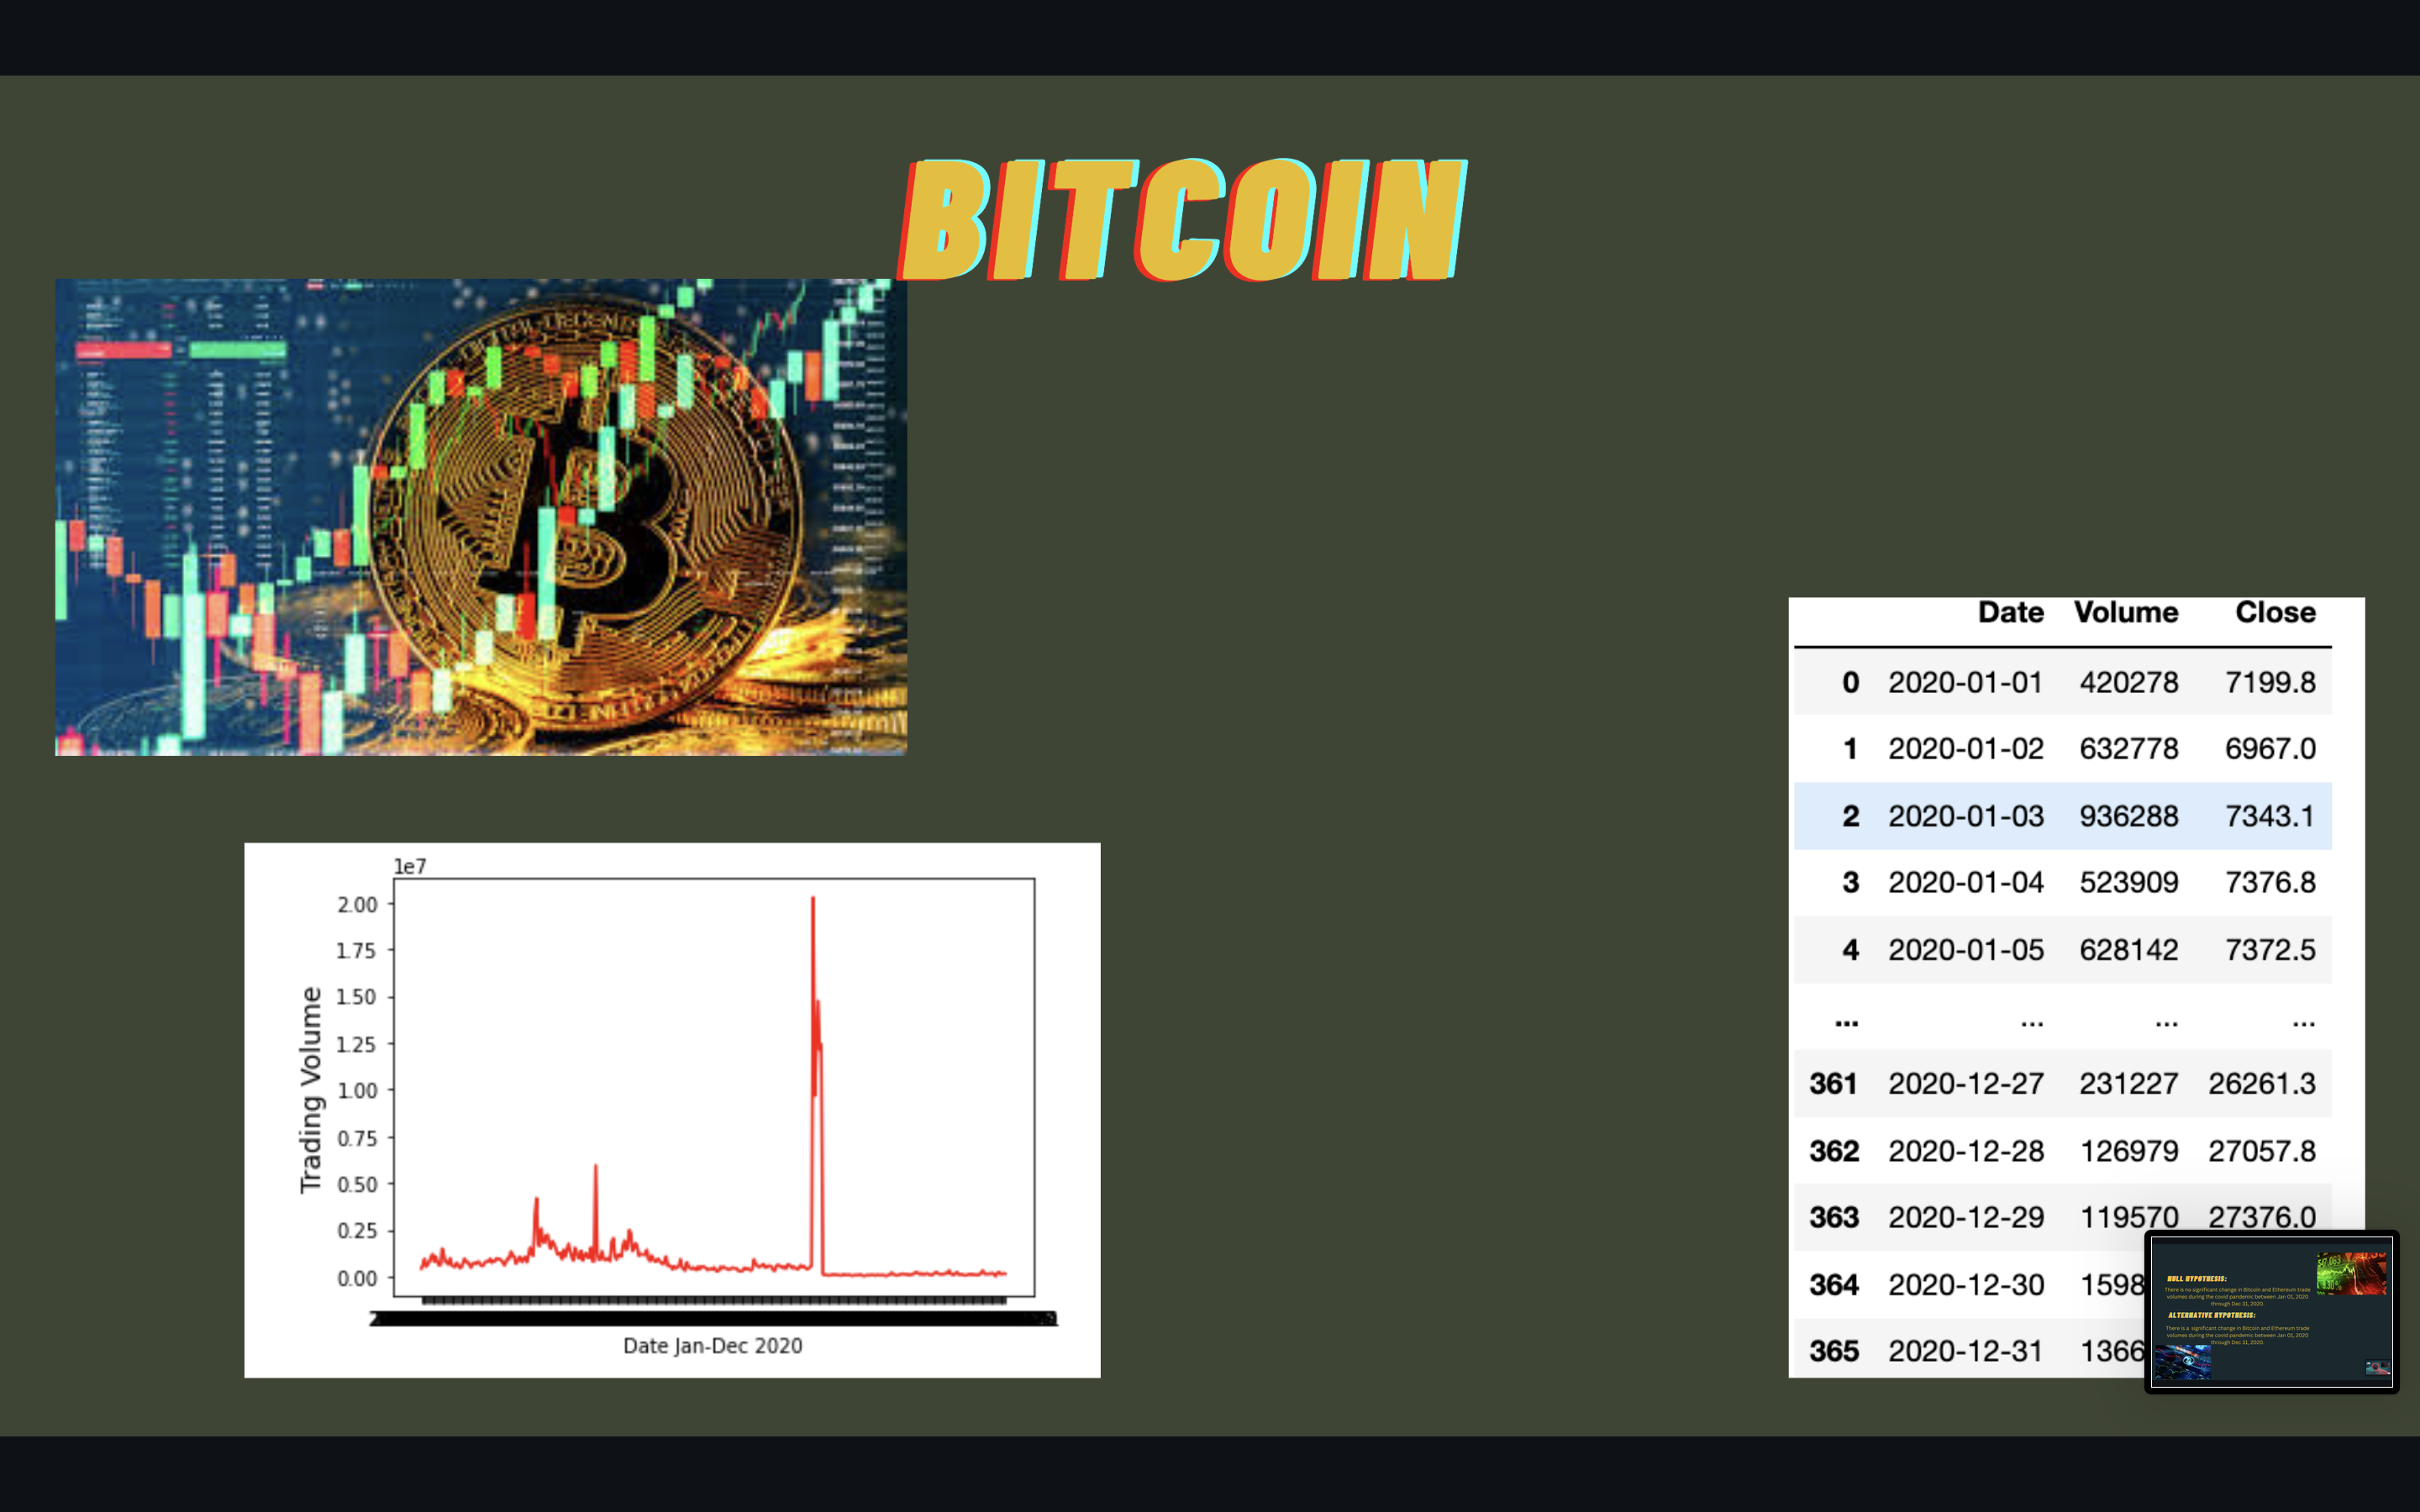 BITCOIN
1e7
2.00
1.75
1.50
1.25
1.00
0.75
0.50
0.25
0.00
Trading Volume
Date Jan-Dec 2020
Date Volume Close
0 2020-01-01 420278 7199.8
1 2020-01-02 632778 6967.0
2 2020-01-03 936288 7343.1
3 2020-01-04 523909 7376.8
4 2020-01-05 628142 7372.5
... ... ... ...
361 2020-12-27 231227 26261.3
362 2020-12-28 126979 27057.8
363 2020-12-29 119570 27376.0
364 2020-12-30 1598
365 2020-12-31 1366
NULL HYPOTHESIS:
There is no significant change in Bitcoin and Ethereum trade
volumes during the covid pandemic between Jan 01, 2020
through Dec 31, 2020.
ALTERNATIVE HYPOTHESIS:
There is a significant change in Bitcoin and Ethereum trade
volumes during the covid pandemic between Jan 01, 2020
through Dec 31, 2020.